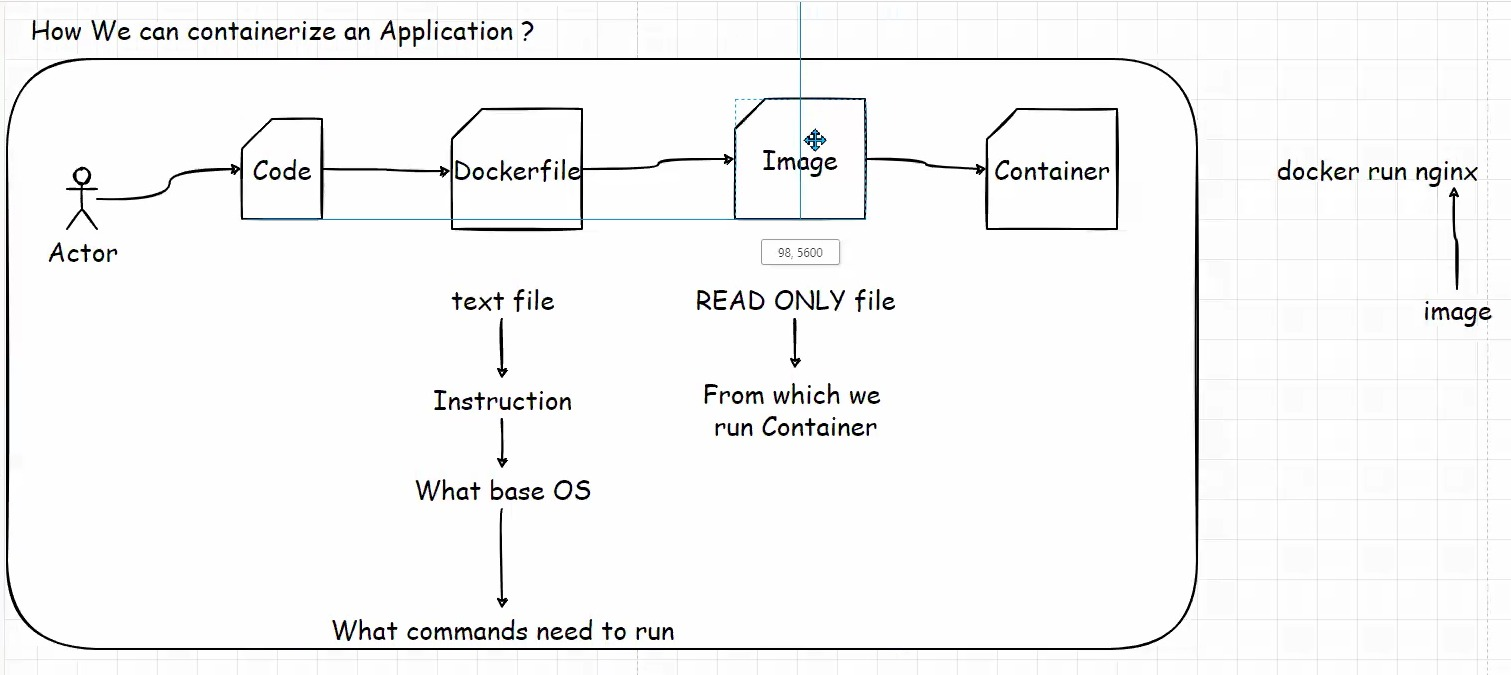 How We can containerize an Application ?
Code
Dockerfile
Image
Container
docker run nginx
Actor
98, 5600
text file
READ ONLY file
image
Instruction
From which we
run Container
What base OS
What commands need to run